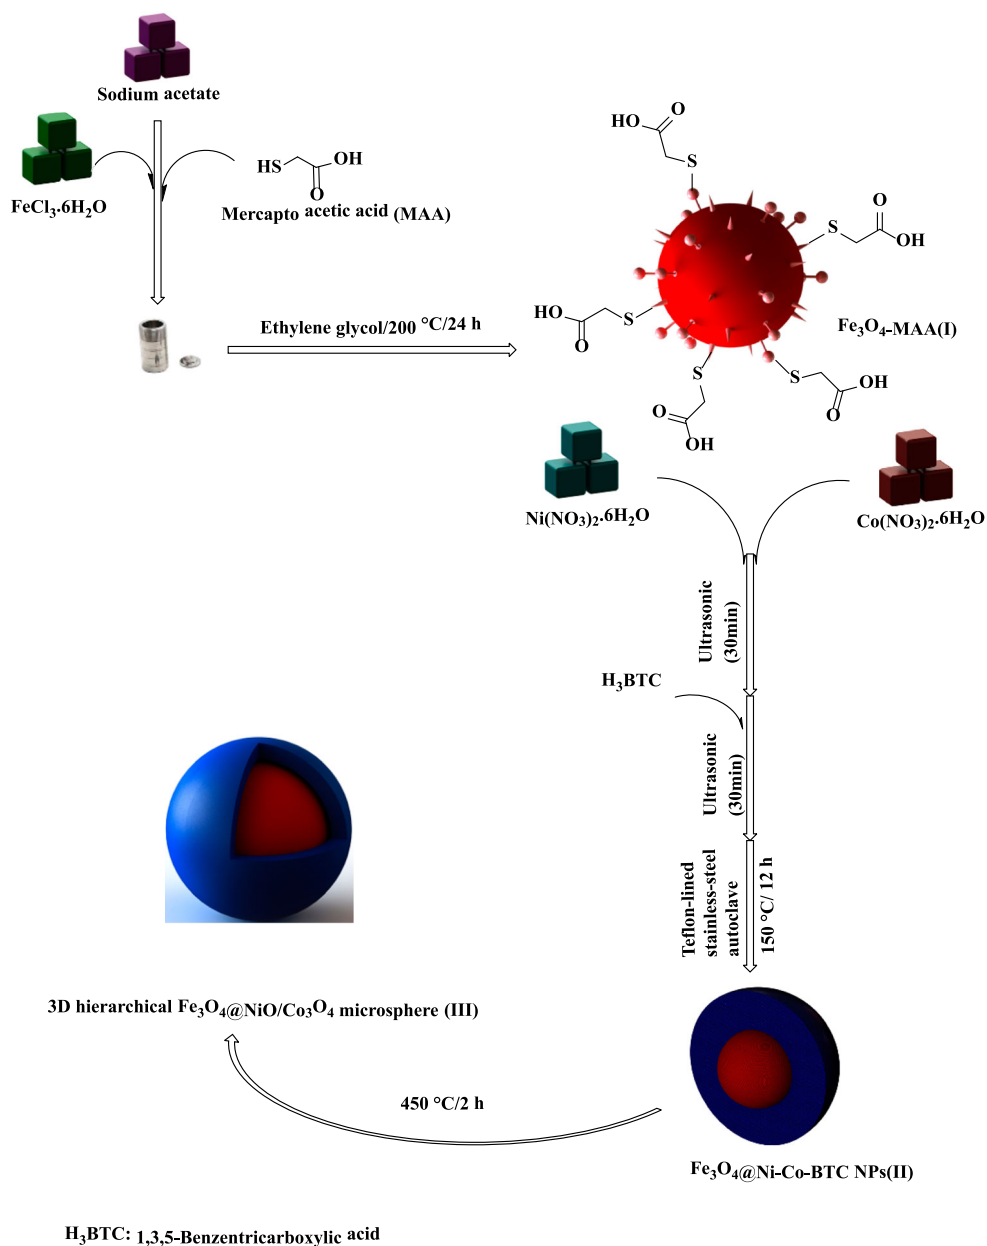 Sodium acetate
FeCl3.6H2O
HS
OH
O
Mercapto acetic acid (MAA)
Ethylene glycol/200 °C/24 h
HO
O
S
O
S
OH
HO
O
S
Fe3O4-MAA(I)
S
O
OH
S
OH
O
Ni(NO3)2.6H2O
Co(NO3)2.6H2O
Ultrasonic
(30min)
H3BTC
Ultrasonic
(30min)
Teflon-lined
stainless-steel
autoclave
150 °C/ 12 h
3D hierarchical Fe3O4@NiO/Co3O4 microsphere (III)
450 °C/2 h
Fe3O4@Ni-Co-BTC NPs(II)
H3BTC: 1,3,5-Benzentricarboxylic acid